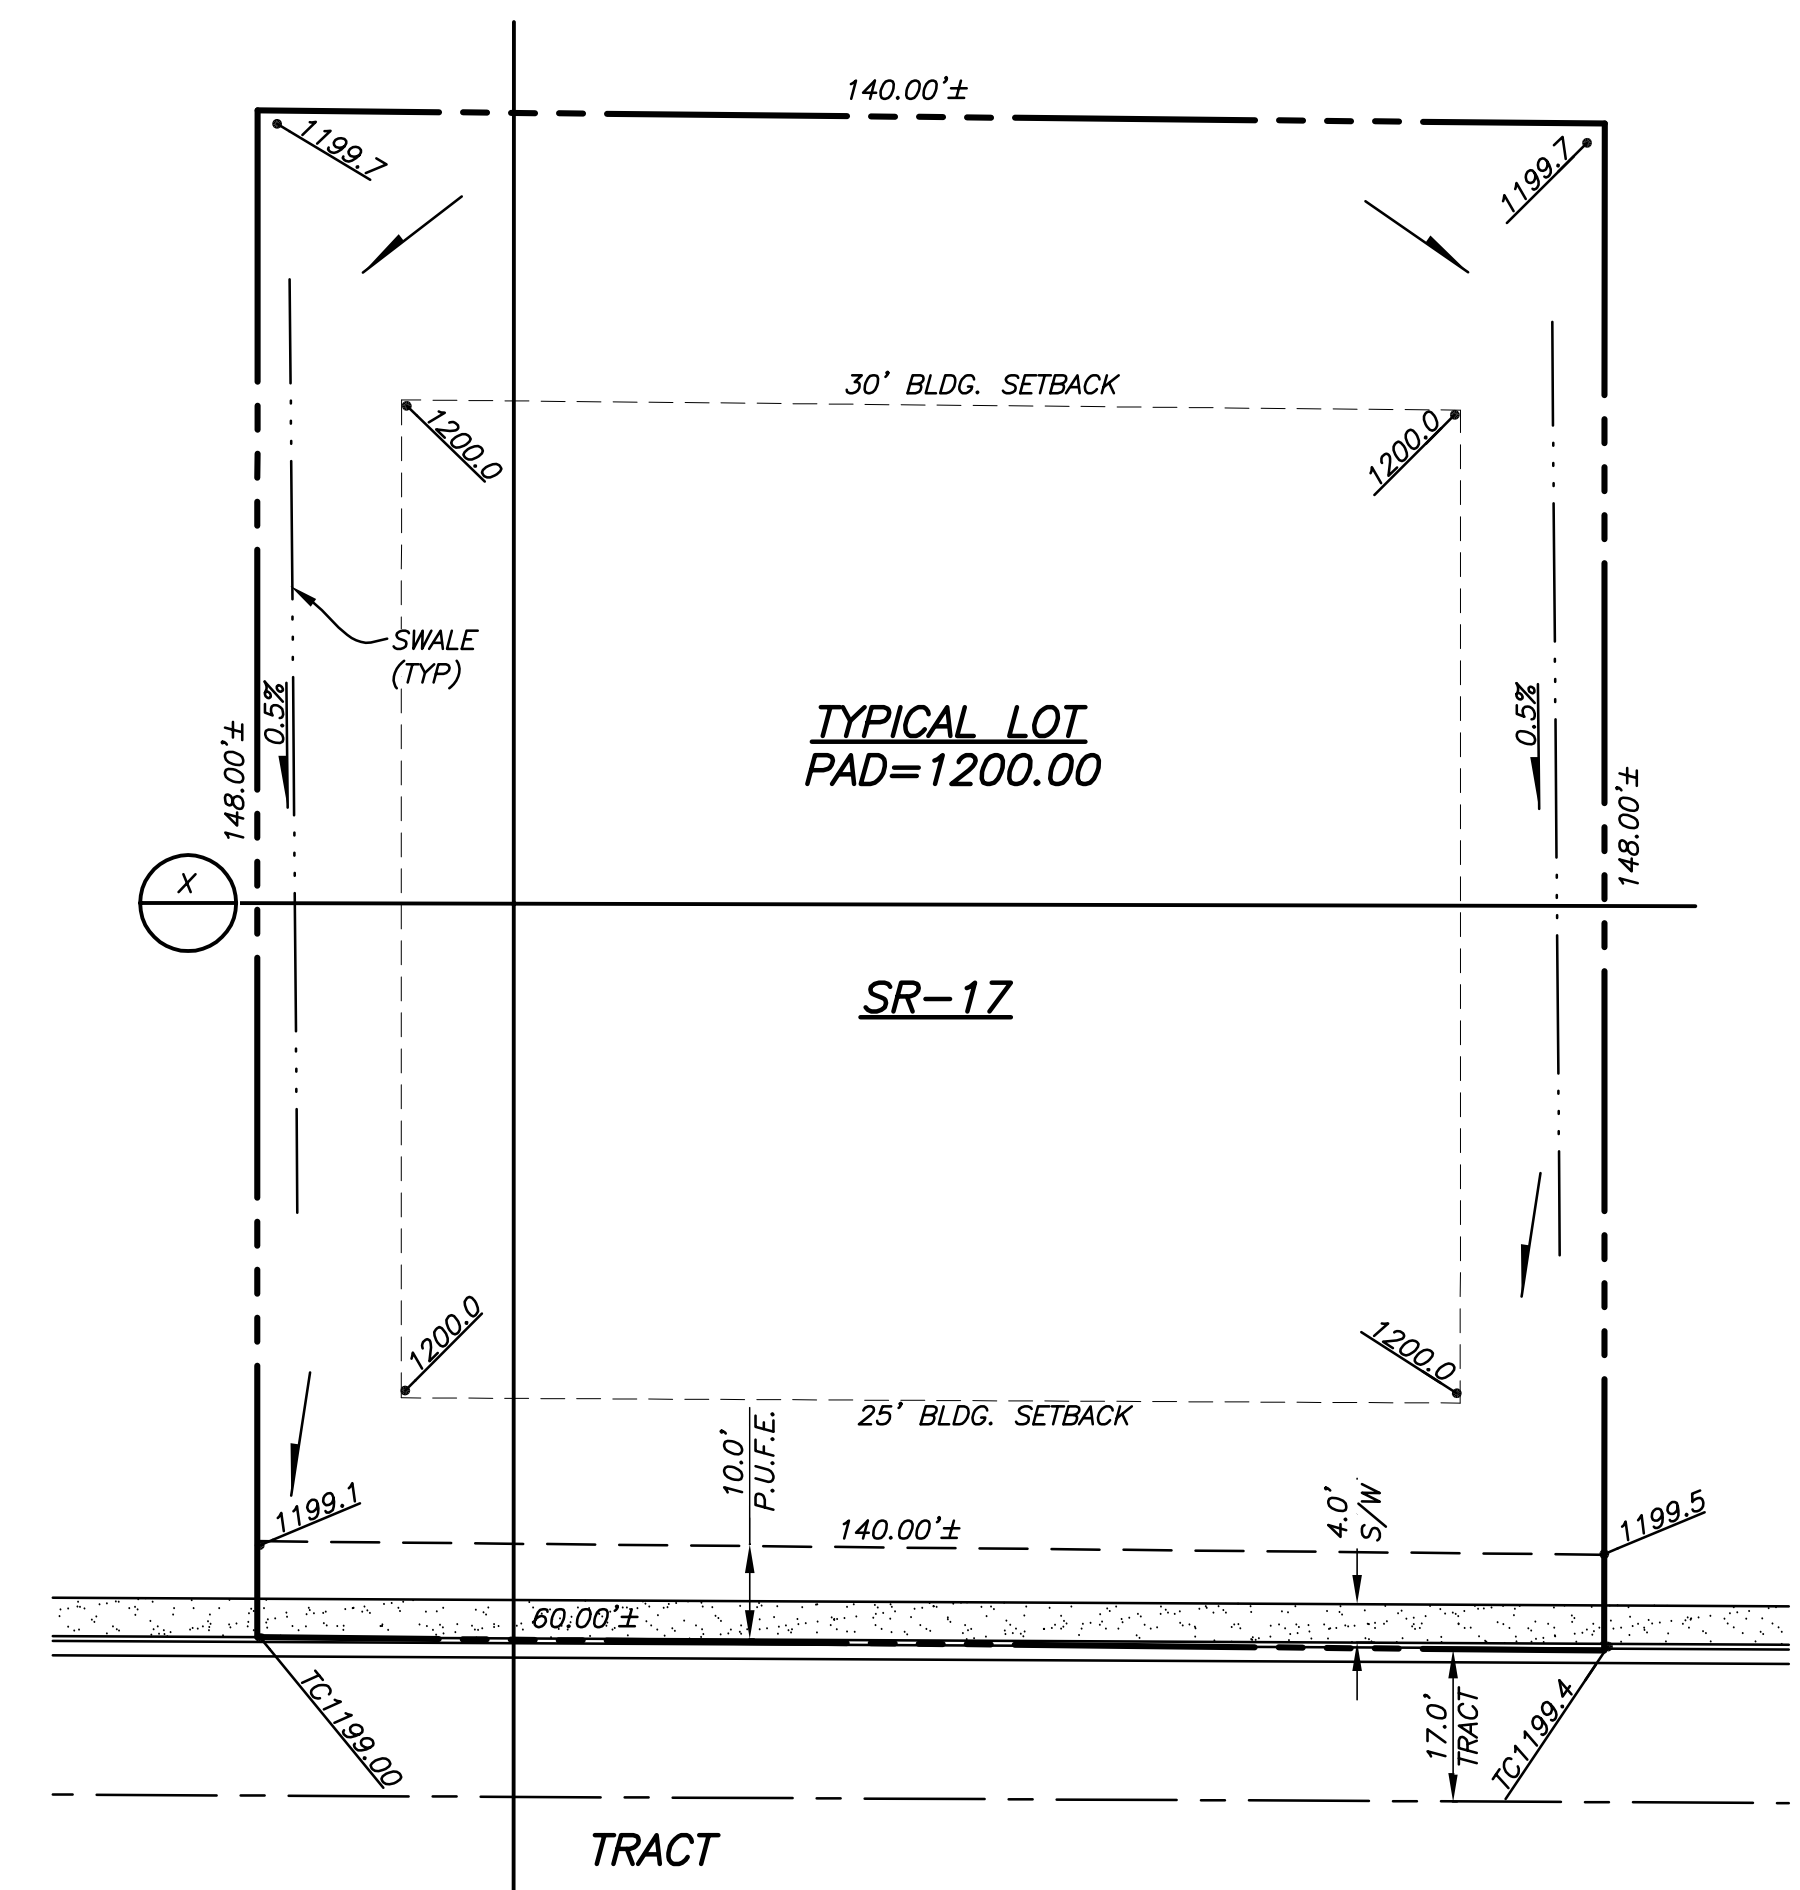 140.00'±
1199.7
1199.7
30' BLDG. SETBACK
1200.0
1200.0
SWALE
(TYP)
0.5%
0.5%
148.00'±
148.00'±
TYPICAL LOT
PAD=1200.00
X
SR-17
1200.0
1200.0
25' BLDG. SETBACK
10.0'
P.U.F.E.
1199.1
140.00'±
4.0'
S/W
1199.5
60.00'±
TC1199.00
17.0'
TRACT
TC1199.4
TRACT